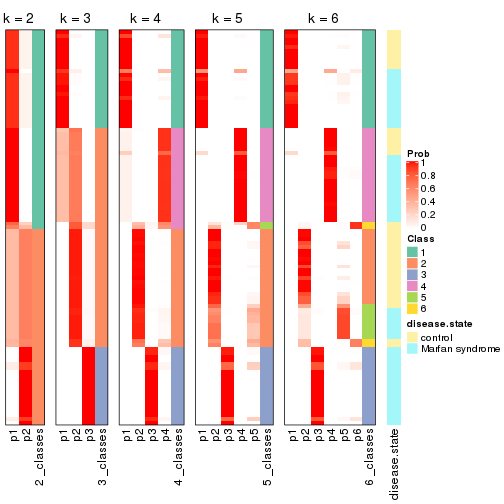 k = 2
k = 3
k = 4
k = 5
k = 6
Prob
1
0.8
0.6
0.4
0.2
0
Class
1
2
3
4
5
6
disease.state
control
Marfan syndrome
p1
p2
2_classes
p1
p2
p3
3_classes
p1
p2
p3
p4
4_classes
p1
p2
p3
p4
p5
5_classes
p1
p2
p3
p4
p5
p6
6_classes
disease.state